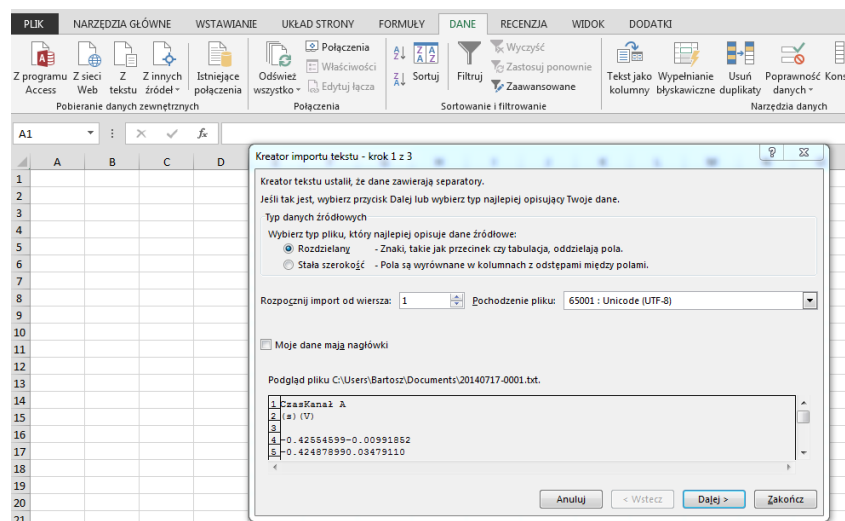 PLIK NARZĘDZIA GŁÓWNE WSTAWIANIE UKŁAD STRONY FORMUŁY DANE RECENZJA WIDOK DODATKI
Z programu Access
Z sieci Web
Z tekstu
Z innych źródeł
Istniejące połączenia
Pobieranie danych zewnętrznych
Odśwież wszystko
Połączenia
Właściwości
Edytuj łącza
Połączenia
Sortuj
Filtruj
Wyczyść
Zastosuj ponownie
Zaawansowane
Sortowanie i filtrowanie
Tekst jako kolumny
Wypełnianie błyskawiczne
Usuń duplikaty
Poprawność danych
Kons
Narzędzia danych
A1 fx
A B C D
1
2
3
4
5
6
7
8
9
10
11
12
13
14
15
16
17
18
19
20
21
Kreator importu tekstu - krok 1 z 3
Kreator tekstu ustalił, że dane zawierają separatory.
Jeśli tak jest, wybierz przycisk Dalej lub wybierz typ najlepiej opisujący Twoje dane.
Typ danych źródłowych
Wybierz typ pliku, który najlepiej opisuje dane źródłowe:
Rozdzielany - Znaki, takie jak przecinek czy tabulacja, oddzielają pola.
Stała szerokość - Pola są wyrównane w kolumnach z odstępami między polami.
Rozpocznij import od wiersza: 1 Pochodzenie pliku: 65001 : Unicode (UTF-8)
Moje dane mają nagłówki
Podgląd pliku C:\Users\Bartosz\Documents\20140717-0001.txt.
1 CzasKanał A
2 (s)(V)
3
4 -0.42554599-0.00991852
5 -0.424878990.03479110
Anuluj < Wstecz Dalej > Zakończ